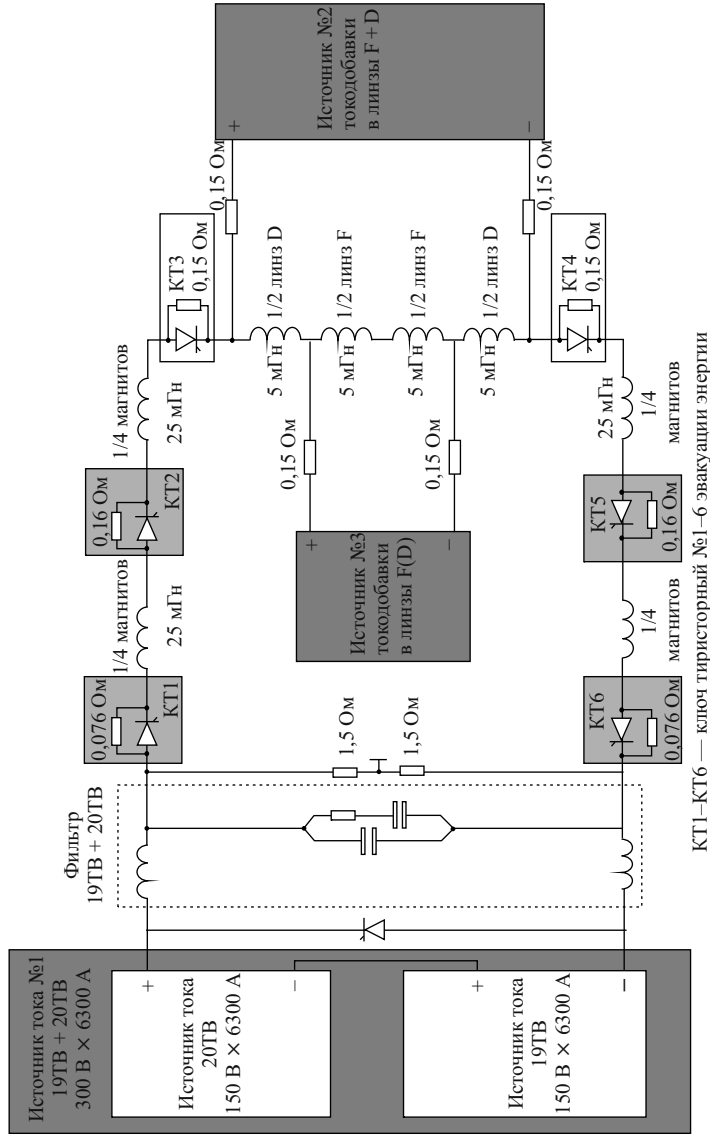 Источник тока №1
19ТВ + 20ТВ
300 В × 6300 А
+
Источник тока
20ТВ
150 В × 6300 А
–
+
Источник тока
19ТВ
150 В × 6300 А
–
Фильтр
19ТВ + 20ТВ
1,5 Ом
1,5 Ом
0,076 Ом
КТ1
1/4 магнитов
25 мГн
0,16 Ом
КТ2
1/4 магнитов
25 мГн
КТ3
0,15 Ом
0,15 Ом
+
Источник №2
токодобавки
в линзы F + D
–
0,15 Ом
1/2 линз D
5 мГн
1/2 линз F
5 мГн
1/2 линз F
5 мГн
1/2 линз D
5 мГн
0,15 Ом
0,15 Ом
+
Источник №3
токодобавки
в линзы F(D)
–
КТ4
0,15 Ом
25 мГн
1/4
магнитов
КТ5
0,16 Ом
1/4
магнитов
КТ6
0,076 Ом
КТ1–КТ6 — ключ тиристорный №1–6 эвакуации энергии